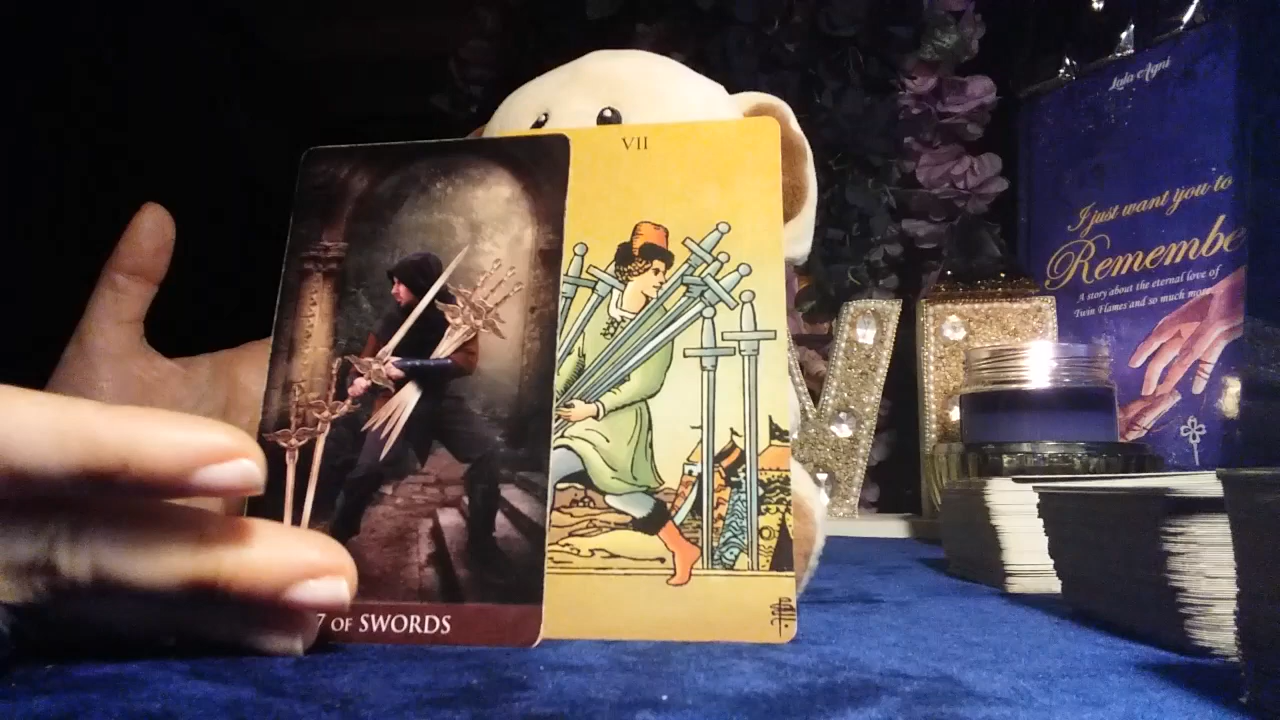 VII
7 OF SWORDS
Lala Agni
I just want you to
Remembe
A story about the eternal love of
Twin Flames and so much more